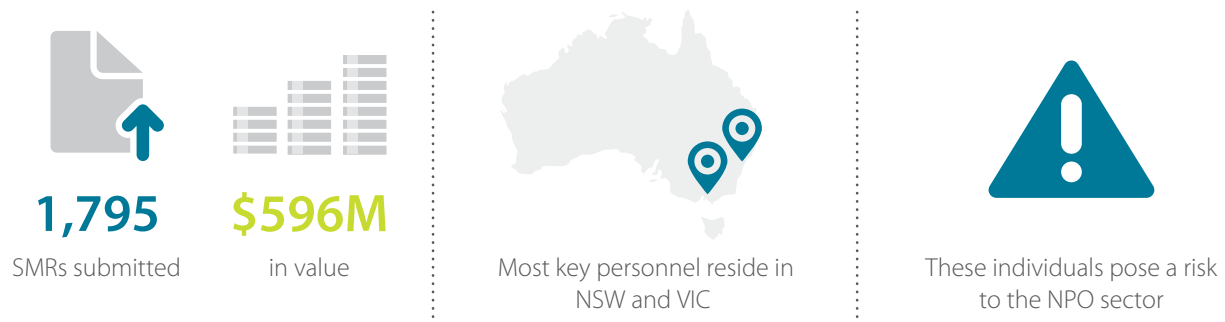 1,795
SMRs submitted
$596M
in value
Most key personnel reside in
NSW and VIC
These individuals pose a risk
to the NPO sector